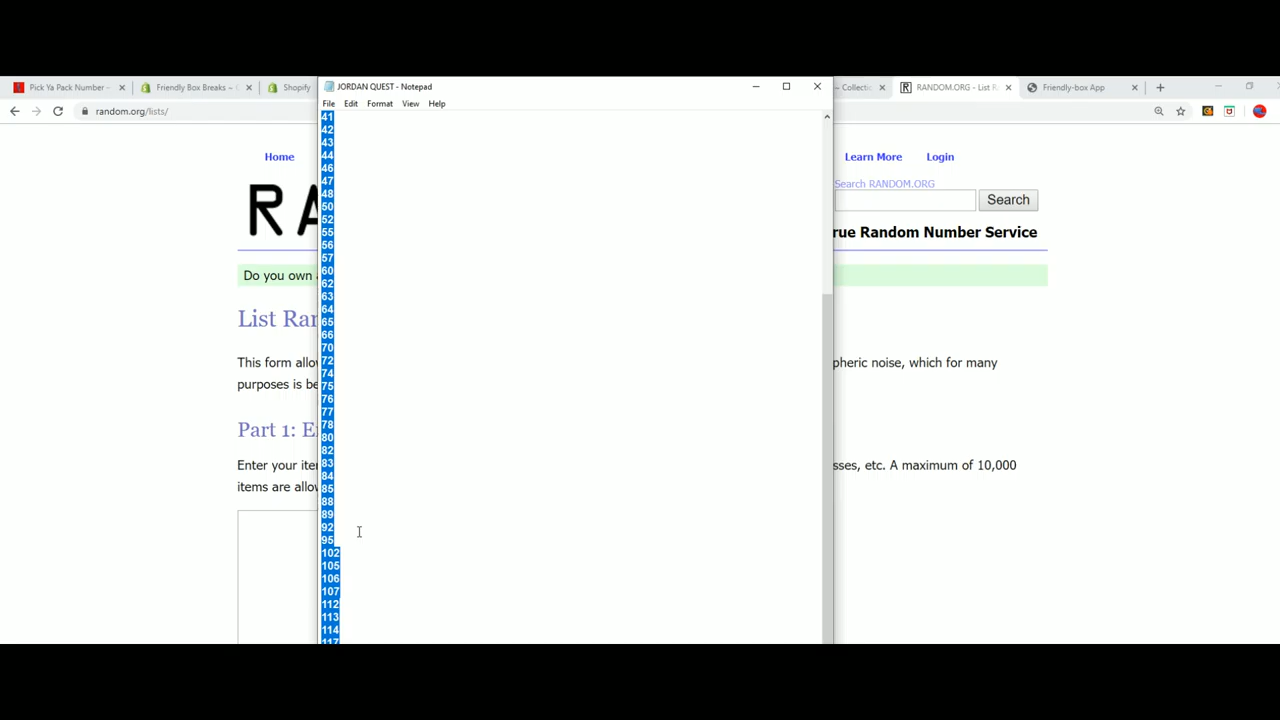 JORDAN QUEST - Notepad
Pick Ya Pack Number -
Friendly Box Breaks ~
Shopify
~ Collecti
RANDOM.ORG - List R
Friendly-box App
random.org/lists/
File Edit Format View Help
Home
Learn More
Login
Search RANDOM.ORG
Search
RA
rue Random Number Service
Do you own
List Ra
This form allo
pheric noise, which for many
purposes is be
Part 1: E
Enter your ite
sses, etc. A maximum of 10,000
items are allow
41
42
43
44
46
47
48
50
52
55
56
57
60
62
63
64
65
66
70
72
74
75
76
77
78
80
82
83
84
85
88
89
92
95
102
105
106
107
112
113
114
117